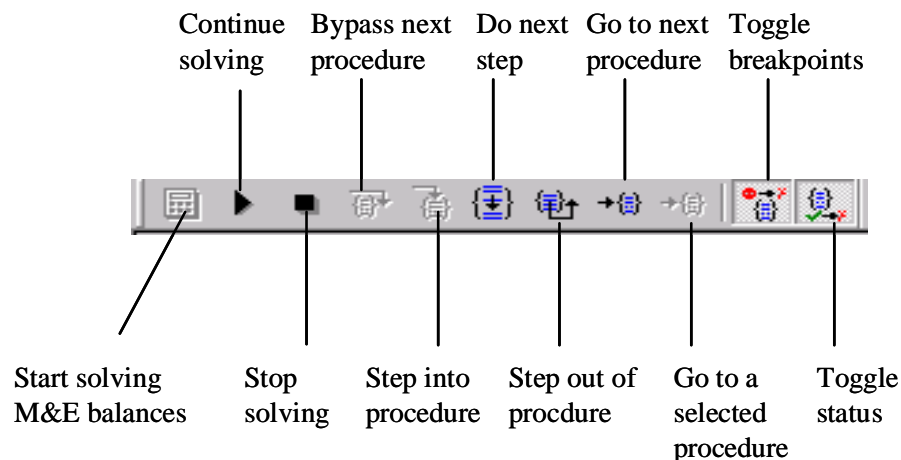 Continue solving
Bypass next procedure
Do next step
Go to next procedure
Toggle breakpoints
Start solving M&E balances
Stop solving
Step into procedure
Step out of procdure
Go to a selected procedure
Toggle status